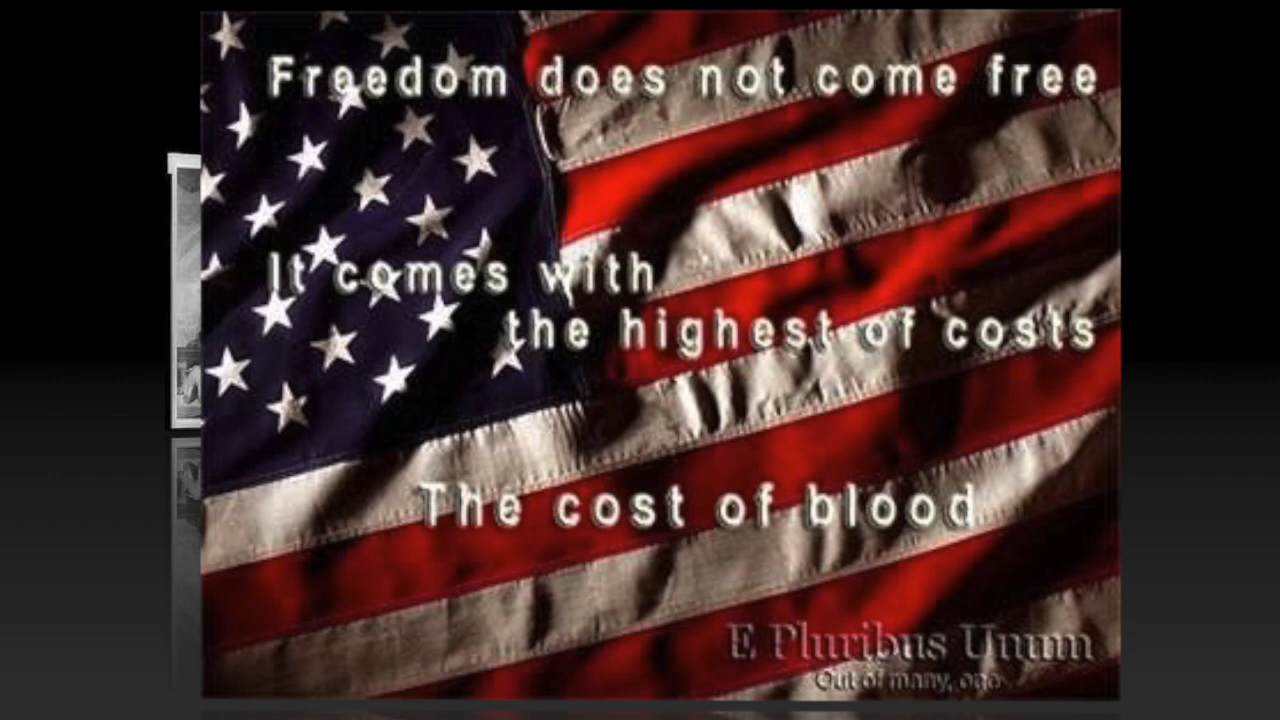 Freedom does not come free
It comes with
the highest of costs
The cost of blood
E Pluribus Unum
Out of many, one